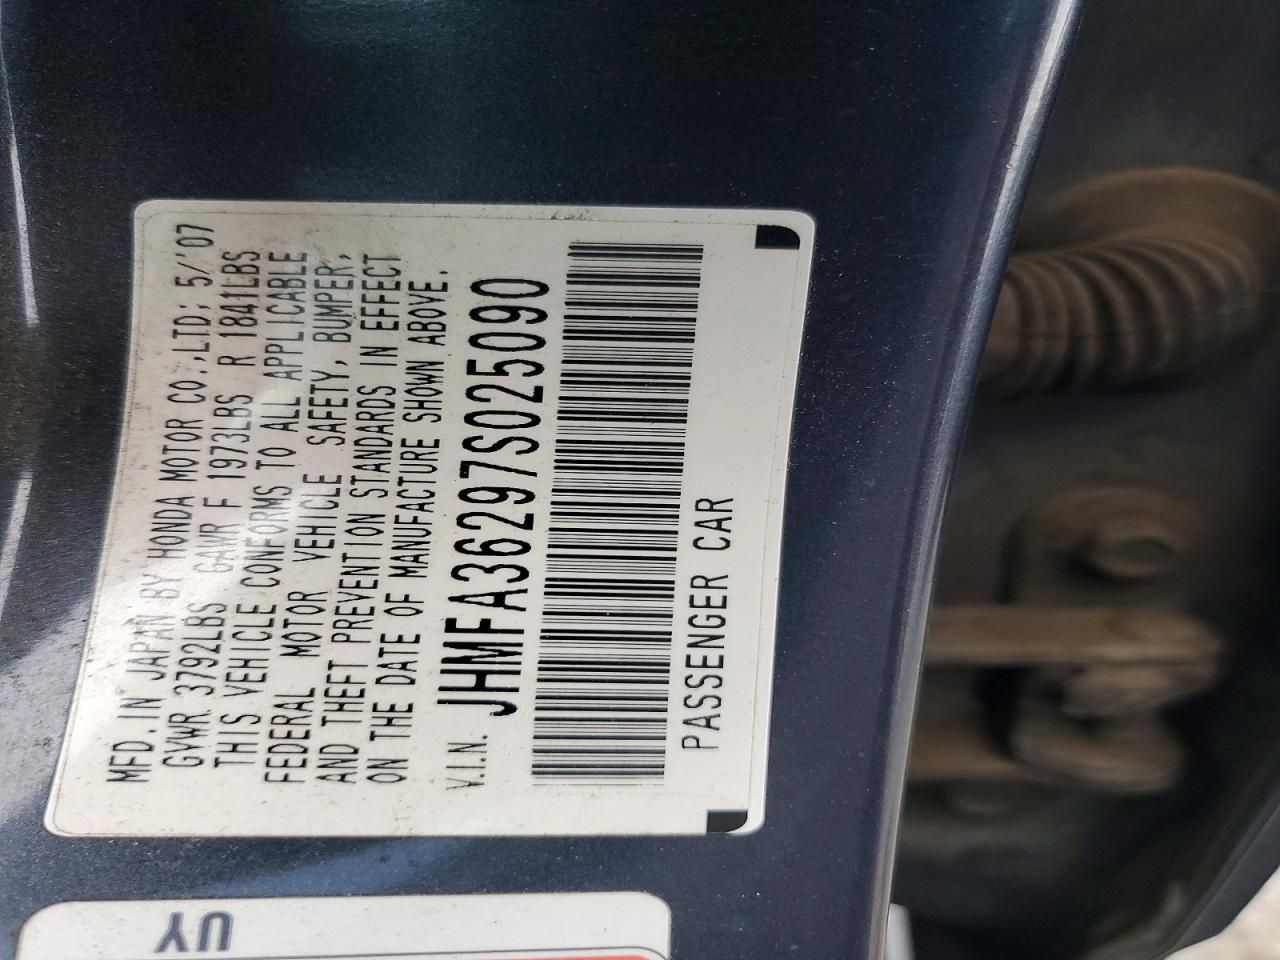 MFD. IN JAPAN BY HONDA MOTOR CO.,LTD; 5/'07
GVWR 3792LBS GAWR F 1973LBS R 1841LBS
THIS VEHICLE CONFORMS TO ALL APPLICABLE
FEDERAL MOTOR VEHICLE SAFETY, BUMPER,
AND THEFT PREVENTION STANDARDS IN EFFECT
ON THE DATE OF MANUFACTURE SHOWN ABOVE.
V.I.N. JHMFA36297S025090
PASSENGER CAR
UY